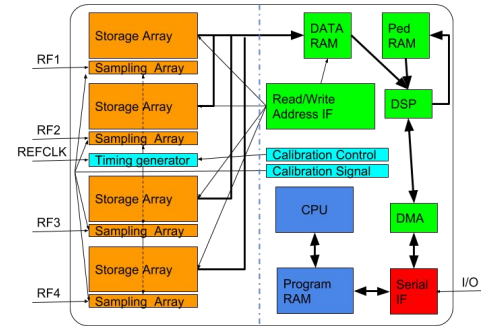 Storage Array
DATA
RAM
Ped
RAM
RF1
Sampling Array
Storage Array
Read/Write
Address IF
DSP
RF2
Sampling Array
REFCLK
Timing generator
Calibration Control
Calibration Signal
Storage Array
CPU
DMA
RF3
Sampling Array
Storage Array
Program
RAM
Serial
IF
I/O
RF4
Sampling Array